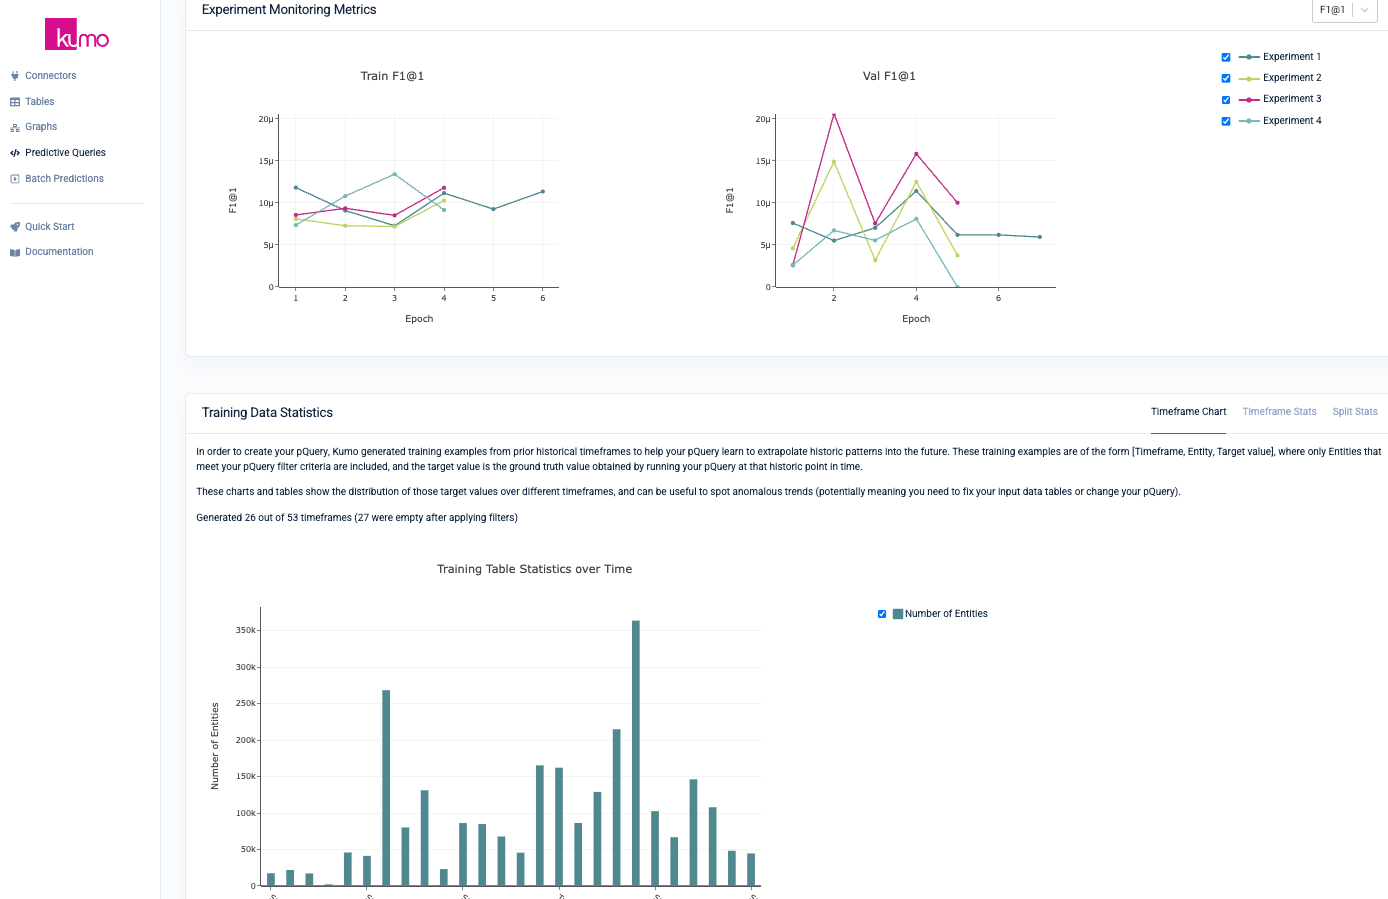 Experiment Monitoring Metrics
F1@1
kumo
Connectors
Tables
Graphs
Predictive Queries
Batch Predictions
Quick Start
Documentation
Train F1@1
20μ
15μ
10μ
5μ
0
F1@1
1 2 3 4 5 6
Epoch
Val F1@1
20μ
15μ
10μ
5μ
0
F1@1
2 4 6
Epoch
Experiment 1
Experiment 2
Experiment 3
Experiment 4
Training Data Statistics
Timeframe Chart Timeframe Stats Split Stats
In order to create your pQuery, Kumo generated training examples from prior historical timeframes to help your pQuery learn to extrapolate historic patterns into the future. These training examples are of the form [Timeframe, Entity, Target value], where only Entities that
meet your pQuery filter criteria are included, and the target value is the ground truth value obtained by running your pQuery at that historic point in time.
These charts and tables show the distribution of those target values over different timeframes, and can be useful to spot anomalous trends (potentially meaning you need to fix your input data tables or change your pQuery).
Generated 26 out of 53 timeframes (27 were empty after applying filters)
Training Table Statistics over Time
350k
300k
250k
200k
150k
100k
50k
0
Number of Entities
Number of Entities